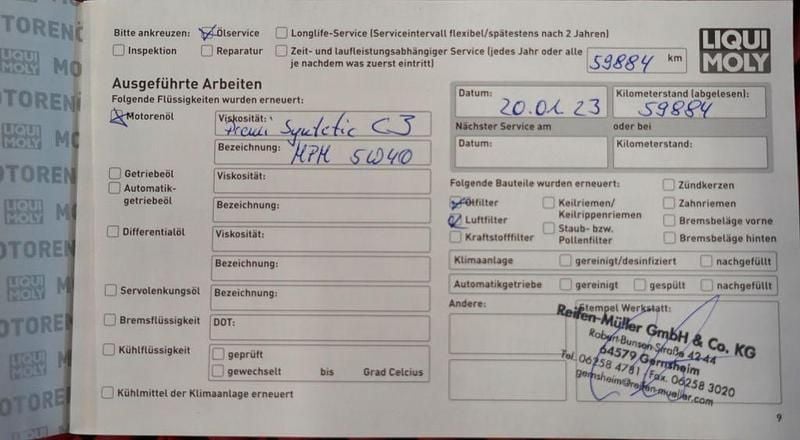 Bitte ankreuzen: Ölservice Longlife-Service (Serviceintervall flexibel/spätestens nach 2 Jahren)
Inspektion Reparatur Zeit- und laufleistungsabhängiger Service (jedes Jahr oder alle
je nachdem was zuerst eintritt) 59884 km
LIQUI
MOLY
Ausgeführte Arbeiten
Folgende Flüssigkeiten wurden erneuert:
Motorenöl Viskosität: Syntetic C3
Bezeichnung: MPM 5W40
Getriebeöl Viskosität:
Automatik-
getriebeöl Bezeichnung:
Differentialöl Viskosität:
Bezeichnung:
Servolenkungsöl Bezeichnung:
Bremsflüssigkeit DOT:
Kühlflüssigkeit geprüft
gewechselt bis Grad Celcius
Kühlmittel der Klimaanlage erneuert
Datum: 20.01.23 Kilometerstand (abgelesen): 59884
Nächster Service am oder bei
Datum: Kilometerstand:
Folgende Bauteile wurden erneuert: Zündkerzen
Ölfilter Keilriemen/ Zahnriemen
Keilrippenriemen
Luftfilter Bremsbeläge vorne
Kraftstofffilter Staub- bzw. Bremsbeläge hinten
Pollenfilter
Klimaanlage gereinigt/desinfiziert nachgefüllt
Automatikgetriebe gereinigt gespült nachgefüllt
Andere: Stempel Werkstatt:
Reifen-Müller GmbH & Co. KG
Robert-Bunsen-Straße 42-44
64579 Gernsheim
Tel. 06258 4781 / Fax. 06258 3020
gernsheim@reifen-mueller.com
9
MOTORENÖL
LIQUI
MOLY